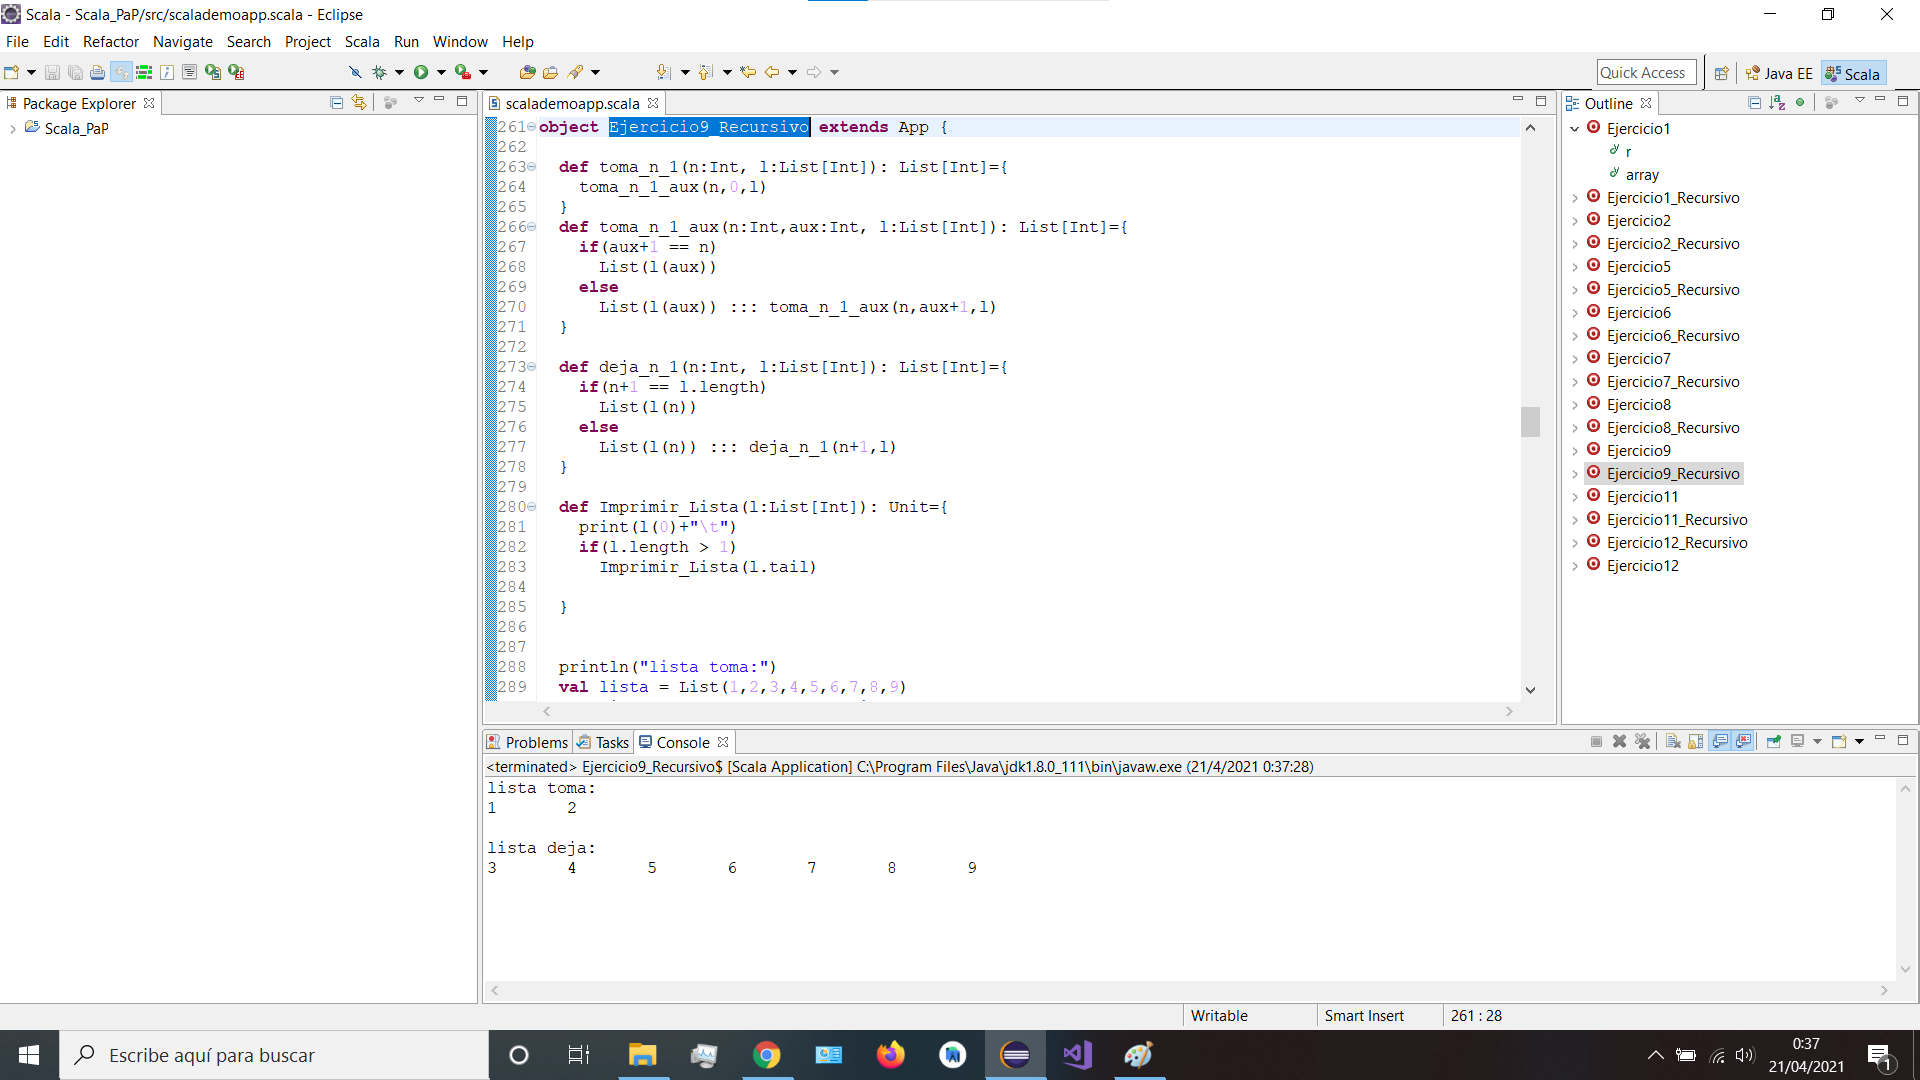 Scala - Scala_PaP/src/scalademoapp.scala - Eclipse
File Edit Refactor Navigate Search Project Scala Run Window Help
Quick Access Java EE Scala
Package Explorer
Scala_PaP
scalademoapp.scala
261 object Ejercicio9_Recursivo extends App {
262
263   def toma_n_1(n:Int, l:List[Int]): List[Int]={
264     toma_n_1_aux(n,0,l)
265   }
266   def toma_n_1_aux(n:Int,aux:Int, l:List[Int]): List[Int]={
267     if(aux+1 == n)
268       List(l(aux))
269     else
270       List(l(aux)) ::: toma_n_1_aux(n,aux+1,l)
271   }
272
273   def deja_n_1(n:Int, l:List[Int]): List[Int]={
274     if(n+1 == l.length)
275       List(l(n))
276     else
277       List(l(n)) ::: deja_n_1(n+1,l)
278   }
279
280   def Imprimir_Lista(l:List[Int]): Unit={
281     print(l(0)+"\t")
282     if(l.length > 1)
283       Imprimir_Lista(l.tail)
284
285   }
286
287
288   println("lista toma:")
289   val lista = List(1,2,3,4,5,6,7,8,9)
Outline
Ejercicio1
r
array
Ejercicio1_Recursivo
Ejercicio2
Ejercicio2_Recursivo
Ejercicio5
Ejercicio5_Recursivo
Ejercicio6
Ejercicio6_Recursivo
Ejercicio7
Ejercicio7_Recursivo
Ejercicio8
Ejercicio8_Recursivo
Ejercicio9
Ejercicio9_Recursivo
Ejercicio11
Ejercicio11_Recursivo
Ejercicio12_Recursivo
Ejercicio12
Problems Tasks Console
<terminated> Ejercicio9_Recursivo$ [Scala Application] C:\Program Files\Java\jdk1.8.0_111\bin\javaw.exe (21/4/2021 0:37:28)
lista toma:
1 2
lista deja:
3 4 5 6 7 8 9
Writable Smart Insert 261 : 28
Escribe aquí para buscar
0:37
21/04/2021
1